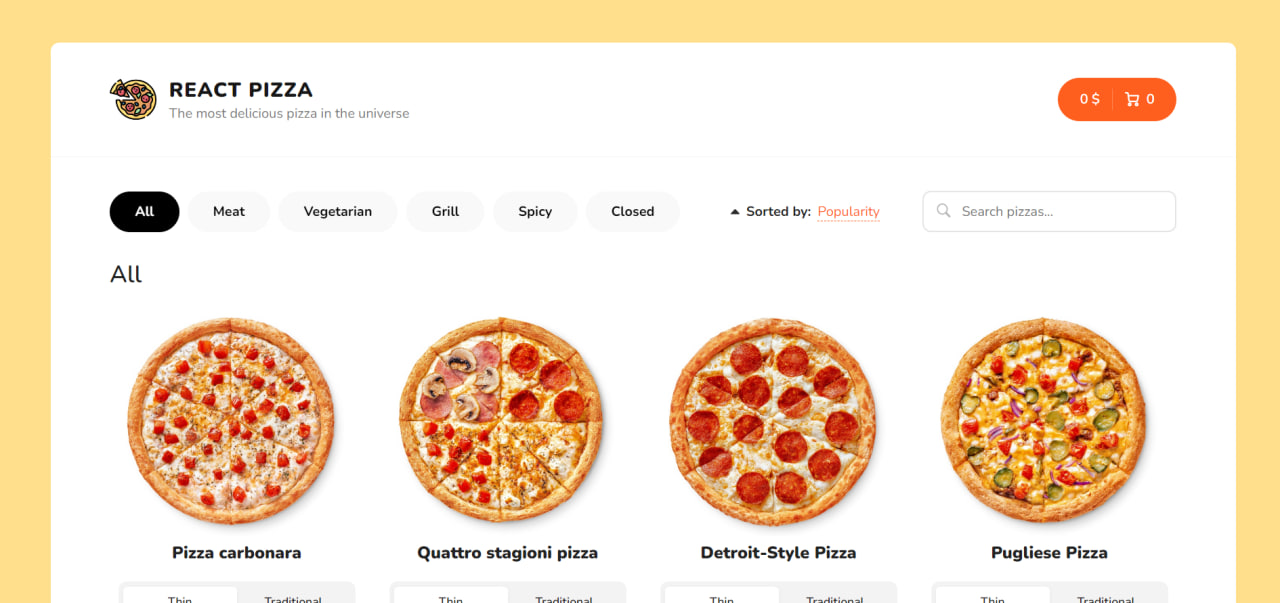 REACT PIZZA
The most delicious pizza in the universe
0 $ 0
All Meat Vegetarian Grill Spicy Closed Sorted by: Popularity Search pizzas...
All
Pizza carbonara Quattro stagioni pizza Detroit-Style Pizza Pugliese Pizza
Thin Traditional Thin Traditional Thin Traditional Thin Traditional